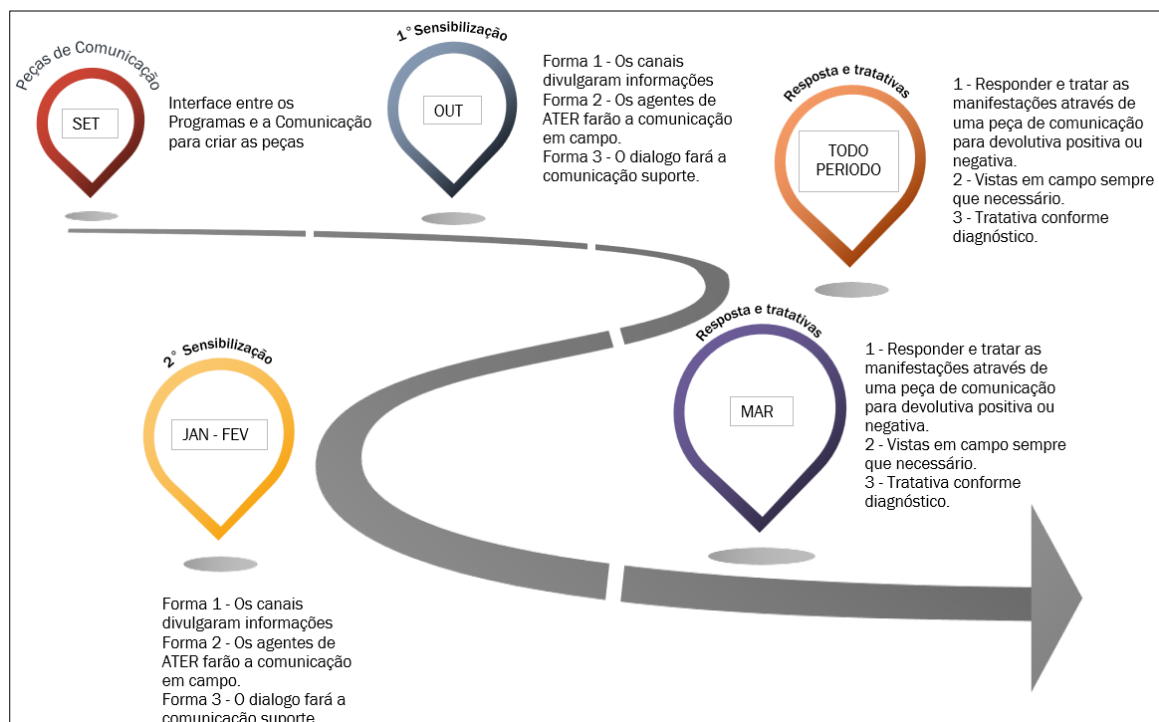 Peças de Comunicação
SET
Interface entre os
Programas e a Comunicação
para criar as peças
1° Sensibilização
OUT
Forma 1 - Os canais
divulgaram informações
Forma 2 - Os agentes de
ATER farão a comunicação
em campo.
Forma 3 - O dialogo fará a
comunicação suporte.
Resposta e tratativas
TODO
PERIODO
1 - Responder e tratar as
manifestações através de
uma peça de comunicação
para devolutiva positiva ou
negativa.
2 - Vistas em campo sempre
que necessário.
3 - Tratativa conforme
diagnóstico.
2° Sensibilização
JAN - FEV
Forma 1 - Os canais
divulgaram informações
Forma 2 - Os agentes de
ATER farão a comunicação
em campo.
Forma 3 - O dialogo fará a
comunicação suporte.
Resposta e tratativas
MAR
1 - Responder e tratar as
manifestações através de
uma peça de comunicação
para devolutiva positiva ou
negativa.
2 - Vistas em campo sempre
que necessário.
3 - Tratativa conforme
diagnóstico.